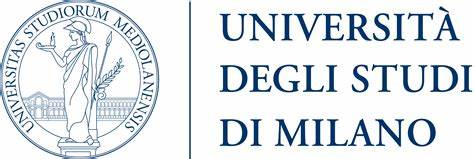 UNIVERSITAS STUDIORUM MEDIOLANENSIS
UNIVERSITÀ
DEGLI STUDI
DI MILANO